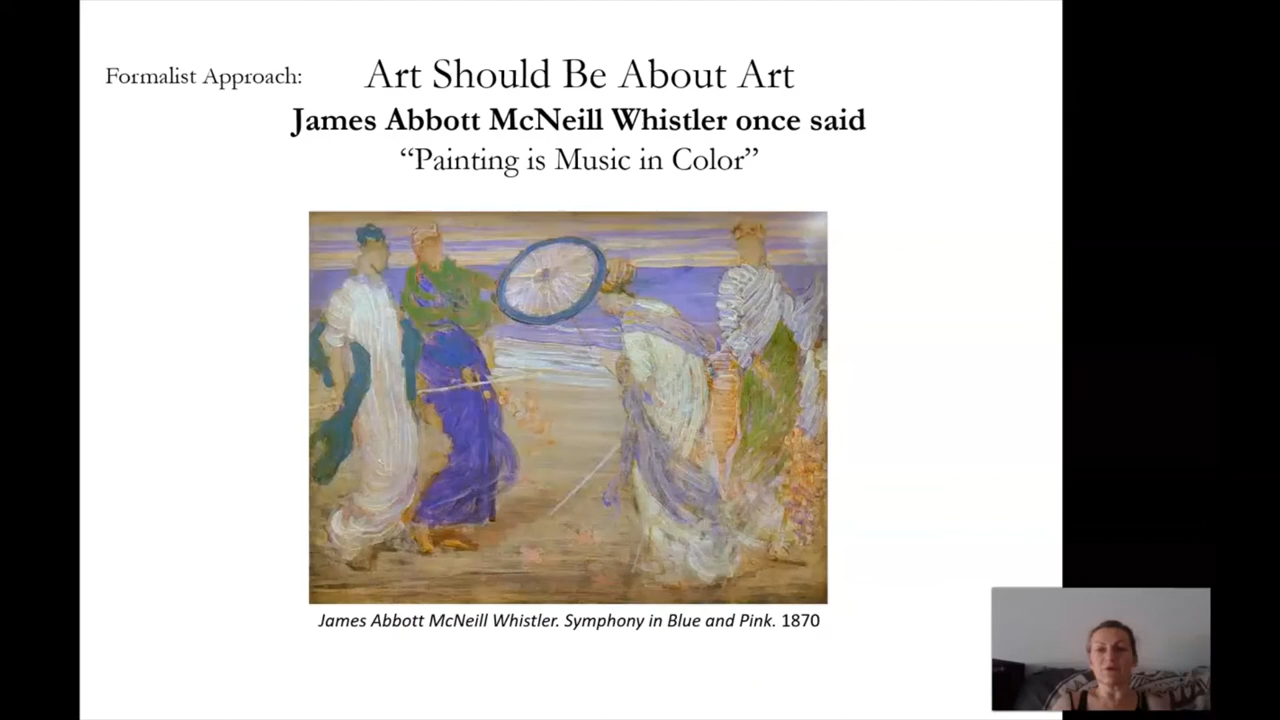 Formalist Approach:
Art Should Be About Art
James Abbott McNeill Whistler once said
“Painting is Music in Color”
James Abbott McNeill Whistler. Symphony in Blue and Pink. 1870